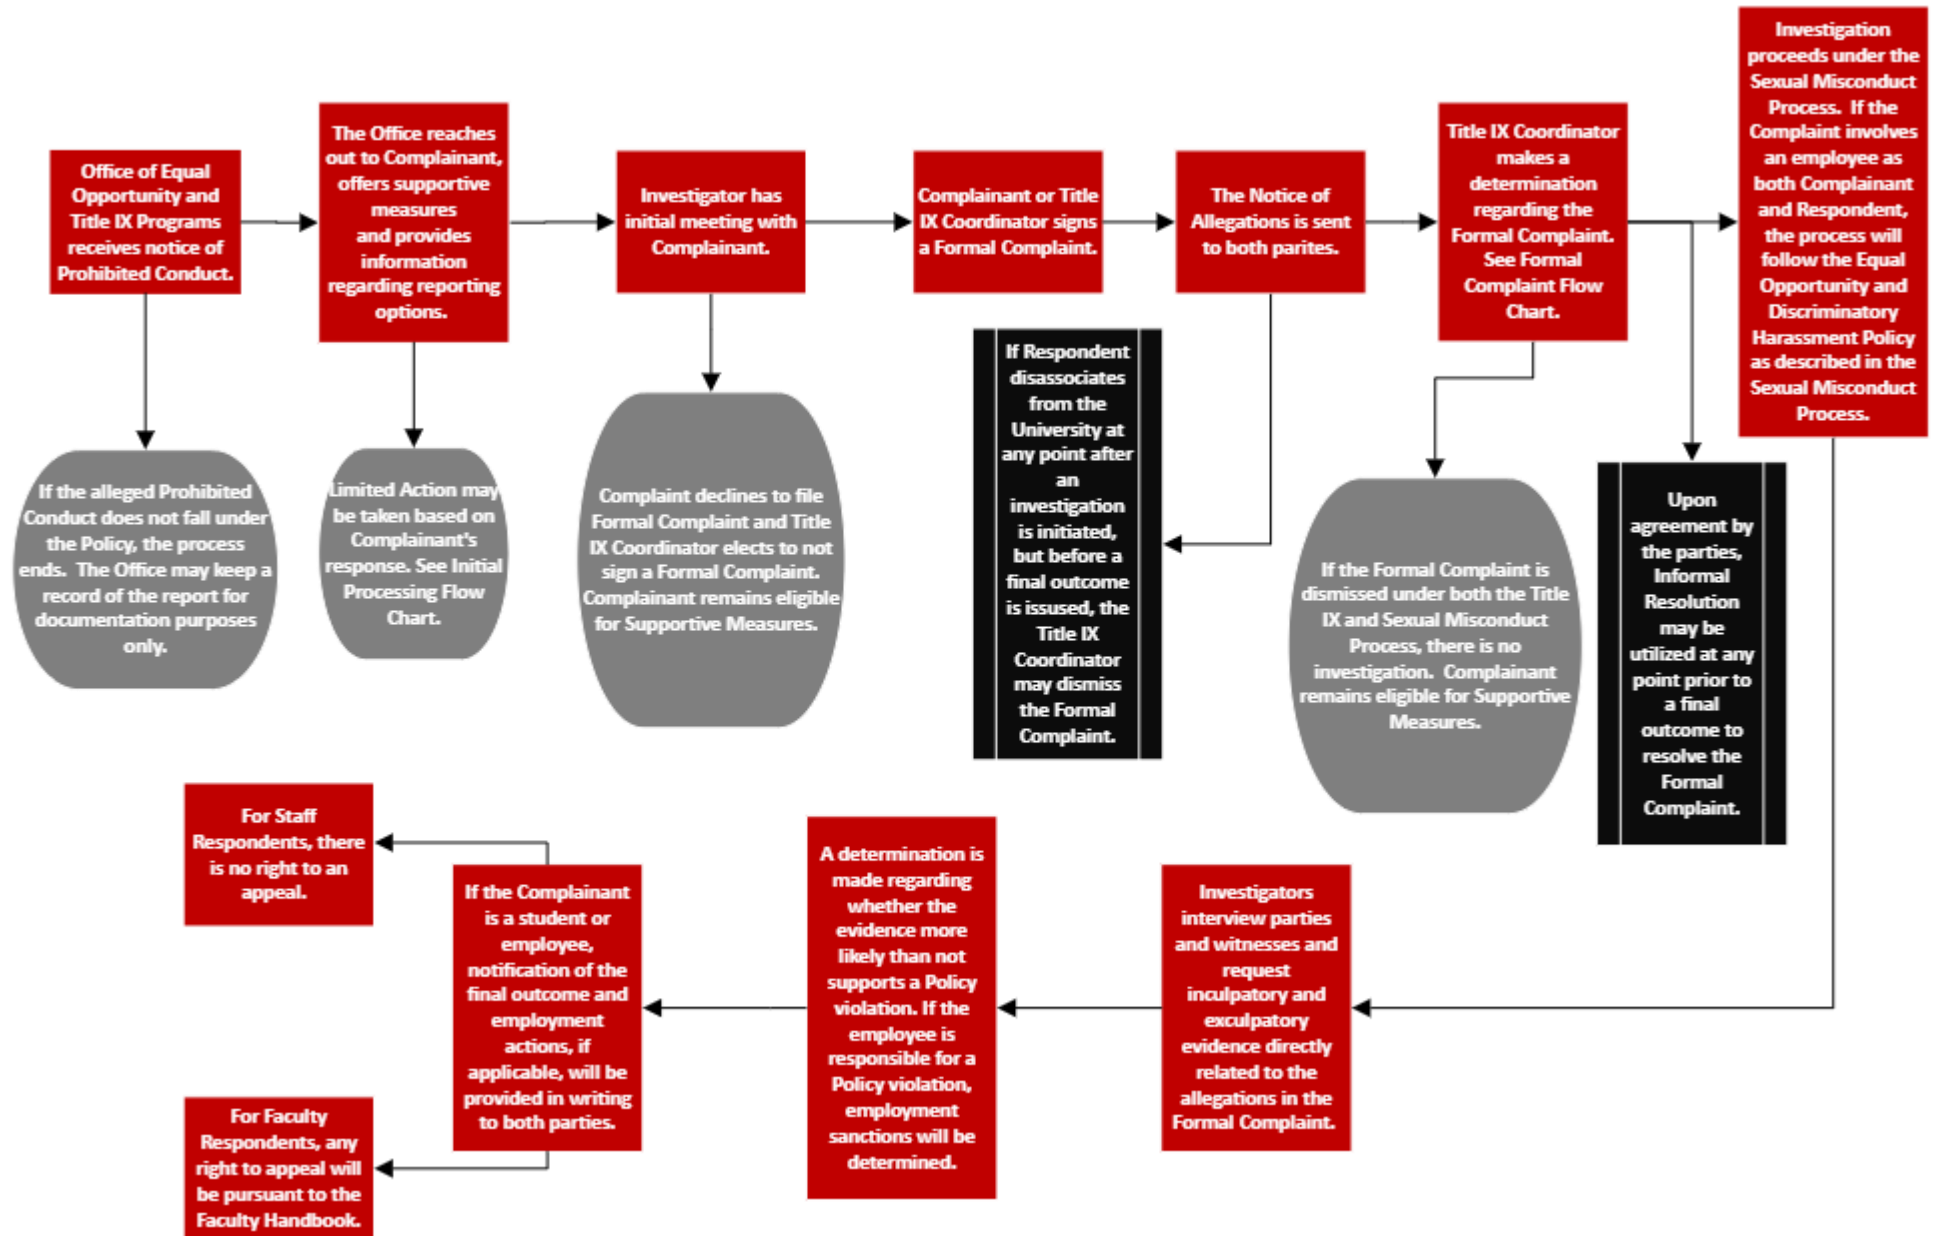 Office of Equal
Opportunity and
Title IX Programs
receives notice of
Prohibited Conduct.
The Office reaches
out to Complainant,
offers supportive
measures
and provides
information
regarding reporting
options.
Investigator has
initial meeting with
Complainant.
Complainant or Title
IX Coordinator signs
a Formal Complaint.
The Notice of
Allegations is sent
to both parites.
Title IX Coordinator
makes a
determination
regarding the
Formal Complaint.
See Formal
Complaint Flow
Chart.
Investigation
proceeds under the
Sexual Misconduct
Process. If the
Complaint involves
an employee as
both Complainant
and Respondent,
the process will
follow the Equal
Opportunity and
Discriminatory
Harassment Policy
as described in the
Sexual Misconduct
Process.
If the alleged Prohibited
Conduct does not fall under
the Policy, the process
ends. The Office may keep a
record of the report for
documentation purposes
only.
Limited Action may
be taken based on
Complainant's
response. See Initial
Processing Flow
Chart.
Complaint declines to file
Formal Complaint and Title
IX Coordinator elects to not
sign a Formal Complaint.
Complainant remains eligible
for Supportive Measures.
If Respondent
disassociates
from the
University at
any point after
an
investigation
is initiated,
but before a
final outcome
is issused, the
Title IX
Coordinator
may dismiss
the Formal
Complaint.
If the Formal Complaint is
dismissed under both the Title
IX and Sexual Misconduct
Process, there is no
investigation. Complainant
remains eligible for Supportive
Measures.
Upon
agreement by
the parties,
Informal
Resolution
may be
utilized at any
point prior to
a final
outcome to
resolve the
Formal
Complaint.
Investigators
interview parties
and witnesses and
request
inculpatory and
exculpatory
evidence directly
related to the
allegations in the
Formal Complaint.
A determination is
made regarding
whether the
evidence more
likely than not
supports a Policy
violation. If the
employee is
responsible for a
Policy violation,
employment
sanctions will be
determined.
If the Complainant
is a student or
employee,
notification of the
final outcome and
employment
actions, if
applicable, will be
provided in writing
to both parties.
For Staff
Respondents, there
is no right to an
appeal.
For Faculty
Respondents, any
right to appeal will
be pursuant to the
Faculty Handbook.